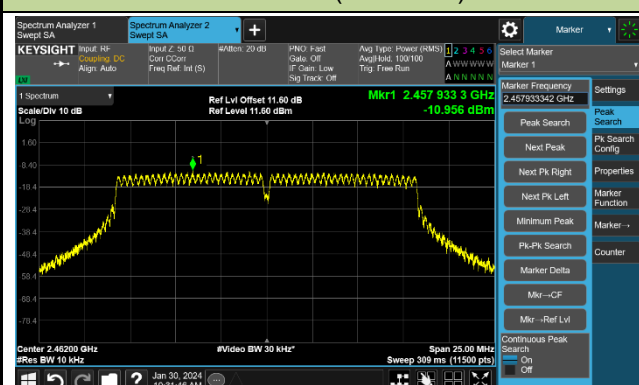 Spectrum Analyzer 1
Swept SA
Spectrum Analyzer 2
Swept SA
Marker
KEYSIGHT
Input: RF
Coupling: DC
Align: Auto
Input Z: 50 Ω
Corr CCorr
Freq Ref: Int (S)
#Atten: 20 dB
PNO: Fast
Gate: Off
IF Gain: Low
Sig Track: Off
Avg Type: Power (RMS)
Avg|Hold: 100/100
Trig: Free Run
1 2 3 4 5 6
A W W W W W
A N N N N N
LW
Select Marker
Marker 1
1 Spectrum
Scale/Div 10 dB
Log
Ref Lvl Offset 11.60 dB
Ref Level 11.60 dBm
Mkr1 2.457 933 3 GHz
-10.956 dBm
1
1.60
-8.40
-18.4
-28.4
-38.4
-48.4
-58.4
-68.4
-78.4
Center 2.46200 GHz
#Res BW 10 kHz
#Video BW 30 kHz*
Span 25.00 MHz
Sweep 309 ms (11500 pts)
Marker Frequency
2.457933342 GHz
Peak Search
Next Peak
Next Pk Right
Next Pk Left
Minimum Peak
Pk-Pk Search
Marker Delta
Mkr→CF
Mkr→Ref Lvl
Continuous Peak
Search
On
Off
Settings
Peak
Search
Pk Search
Config
Properties
Marker
Function
Marker→
Counter
Jan 30, 2024